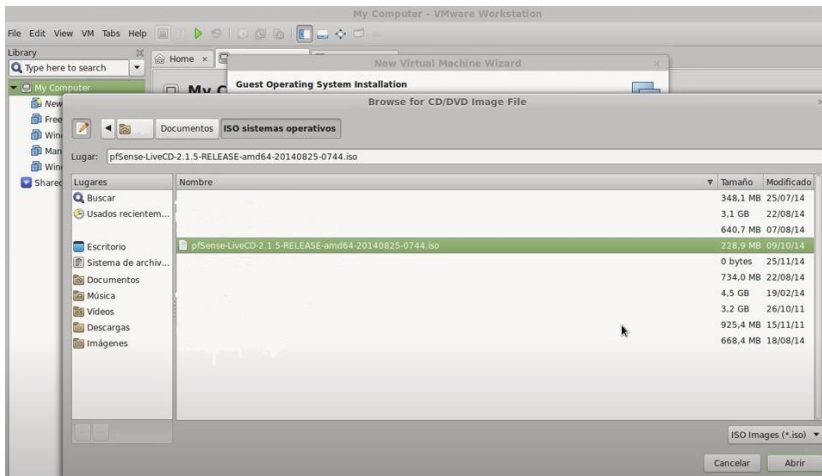 My Computer - VMware Workstation
File Edit View VM Tabs Help
Library
Type here to search
Home
My C
New Virtual Machine Wizard
Guest Operating System Installation
My Computer
New
Free
Win
Man
Win
Shared
Browse for CD/DVD Image File
Documentos
ISO sistemas operativos
Lugar: pfSense-LiveCD-2.1.5-RELEASE-amd64-20140825-0744.iso
Lugares
Buscar
Usados recientem...
Escritorio
Sistema de archiv...
Documentos
Música
Vídeos
Descargas
Imágenes
Nombre Tamaño Modificado
348,1 MB 25/07/14
3,1 GB 22/08/14
640,7 MB 07/08/14
pfSense-LiveCD-2.1.5-RELEASE-amd64-20140825-0744.iso 228,9 MB 09/10/14
0 bytes 25/11/14
734,0 MB 22/08/14
4,5 GB 19/02/14
3,2 GB 26/10/11
925,4 MB 15/11/11
668,4 MB 18/08/14
ISO Images (*.iso)
Cancelar Abrir